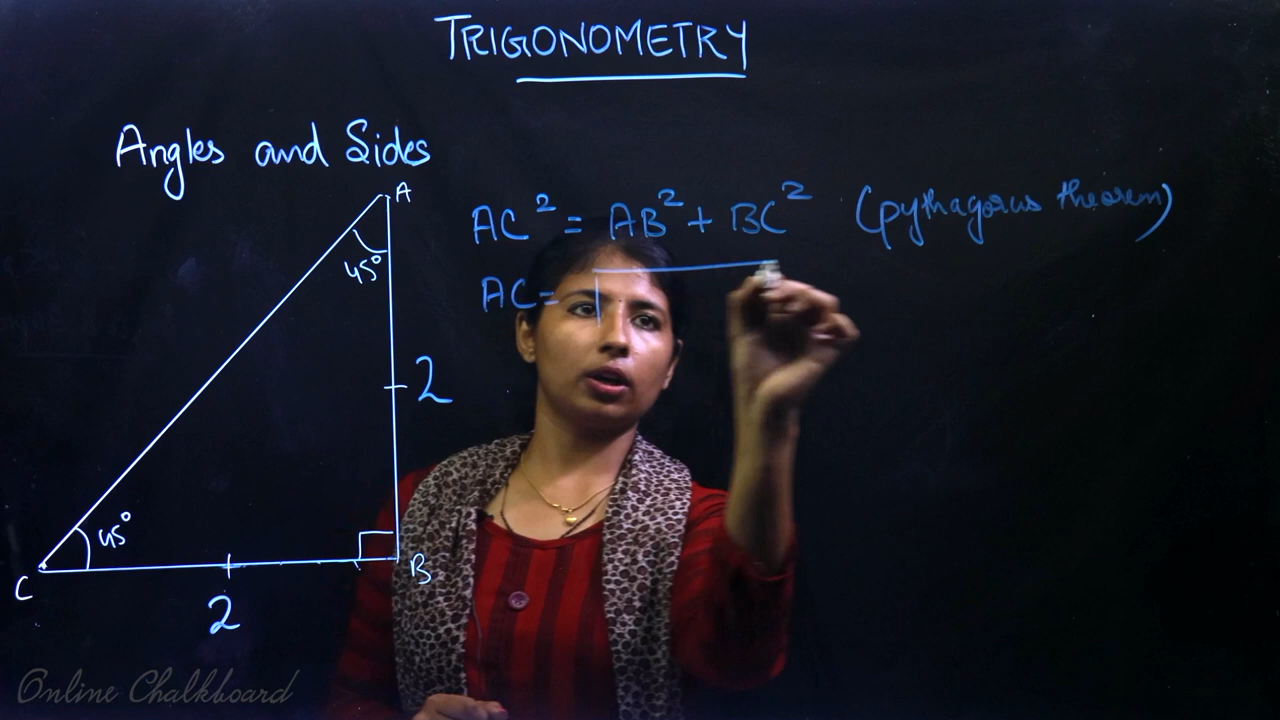 TRIGONOMETRY
Angles and Sides
A
45°
2
45°
C
B
2
AC² = AB² + BC² (pythagorus theorem)
AC = √
Online Chalkboard